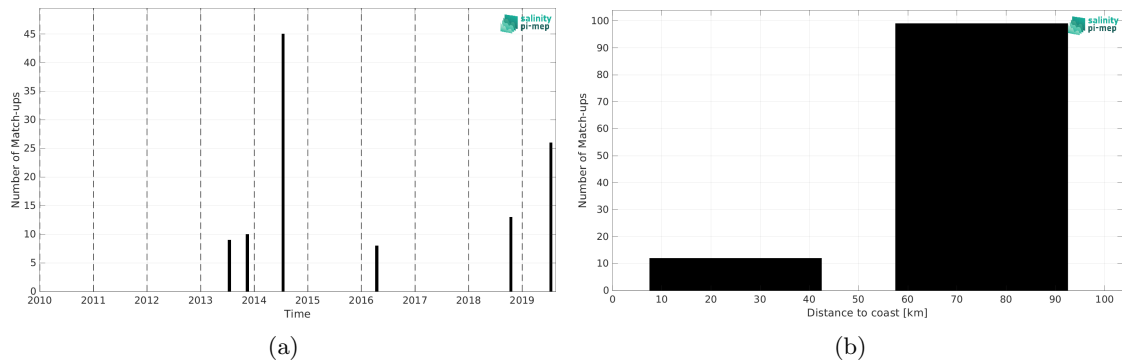 45
40
35
30
25
20
15
10
5
0
Number of Match-ups
2010 2011 2012 2013 2014 2015 2016 2017 2018 2019
Time
salinity
pi-mep
(a)
100
90
80
70
60
50
40
30
20
10
0
Number of Match-ups
0 10 20 30 40 50 60 70 80 90 100
Distance to coast [km]
salinity
pi-mep
(b)